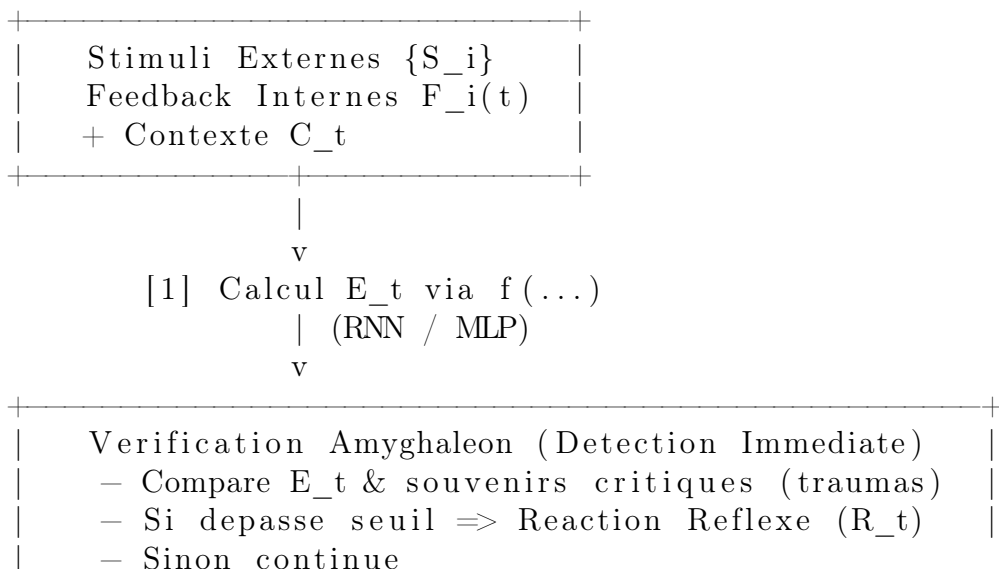 +--------------------------+
| Stimuli Externes {S_i} |
| Feedback Internes F_i(t) |
| + Contexte C_t |
+-------------+------------+
|
v
[1] Calcul E_t via f(...)
| (RNN / MLP)
v
+---------------------------------------------+
| Verification Amyghaleon (Detection Immediate) |
| - Compare E_t & souvenirs critiques (traumas) |
| - Si depasse seuil => Reaction Reflexe (R_t) |
| - Sinon continue